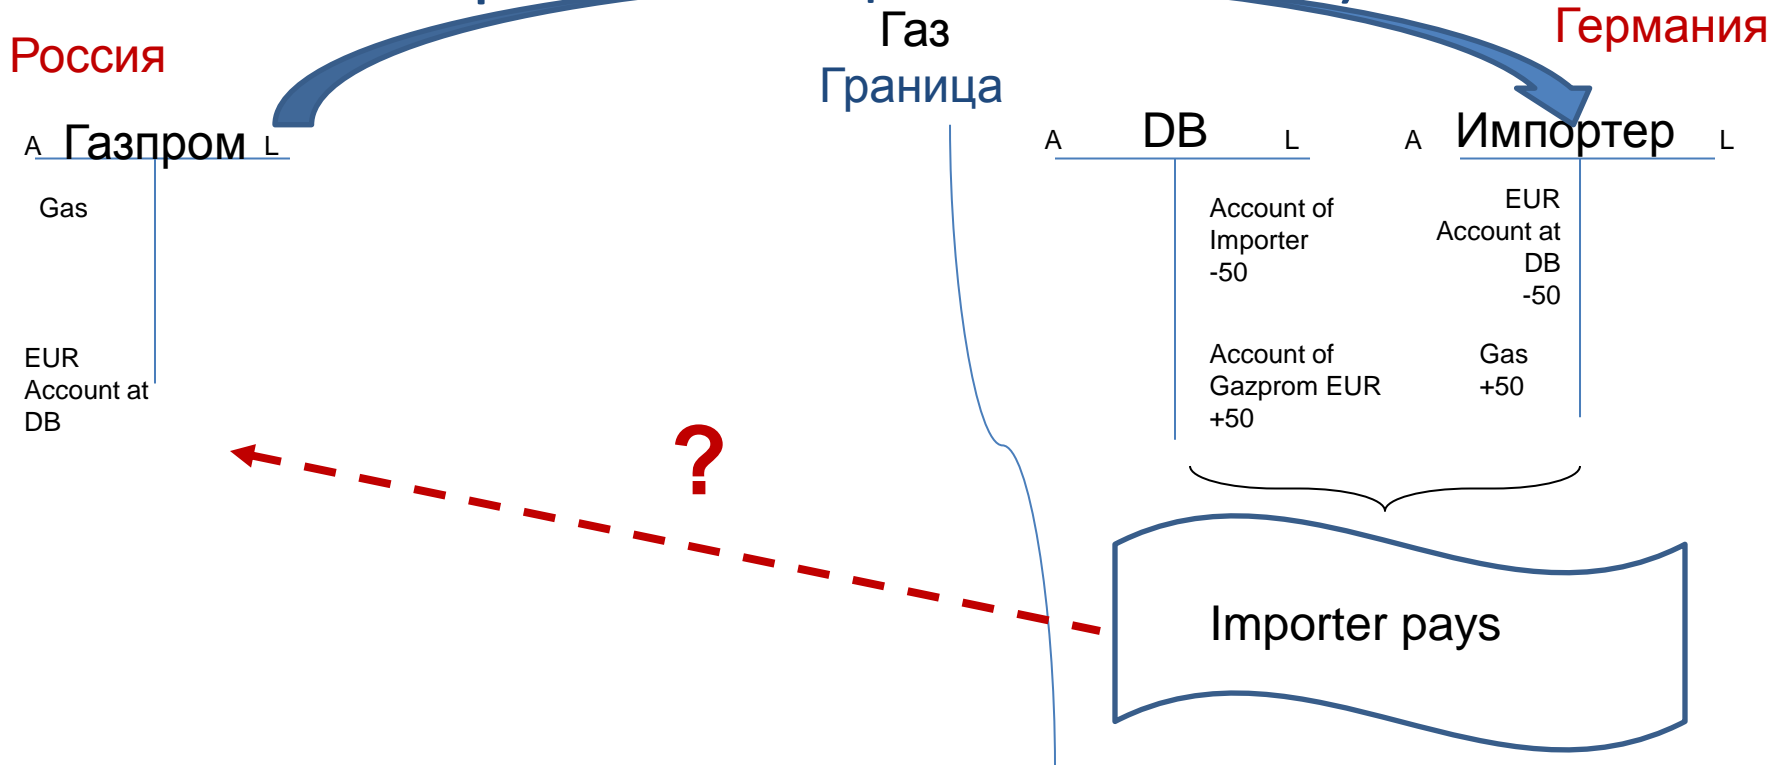 Россия
Газ
Граница
Германия
A Газпром L
Gas
EUR
Account at
DB
?
A DB L
Account of
Importer
-50
Account of
Gazprom EUR
+50
A Импортер L
EUR
Account at
DB
-50
Gas
+50
Importer pays